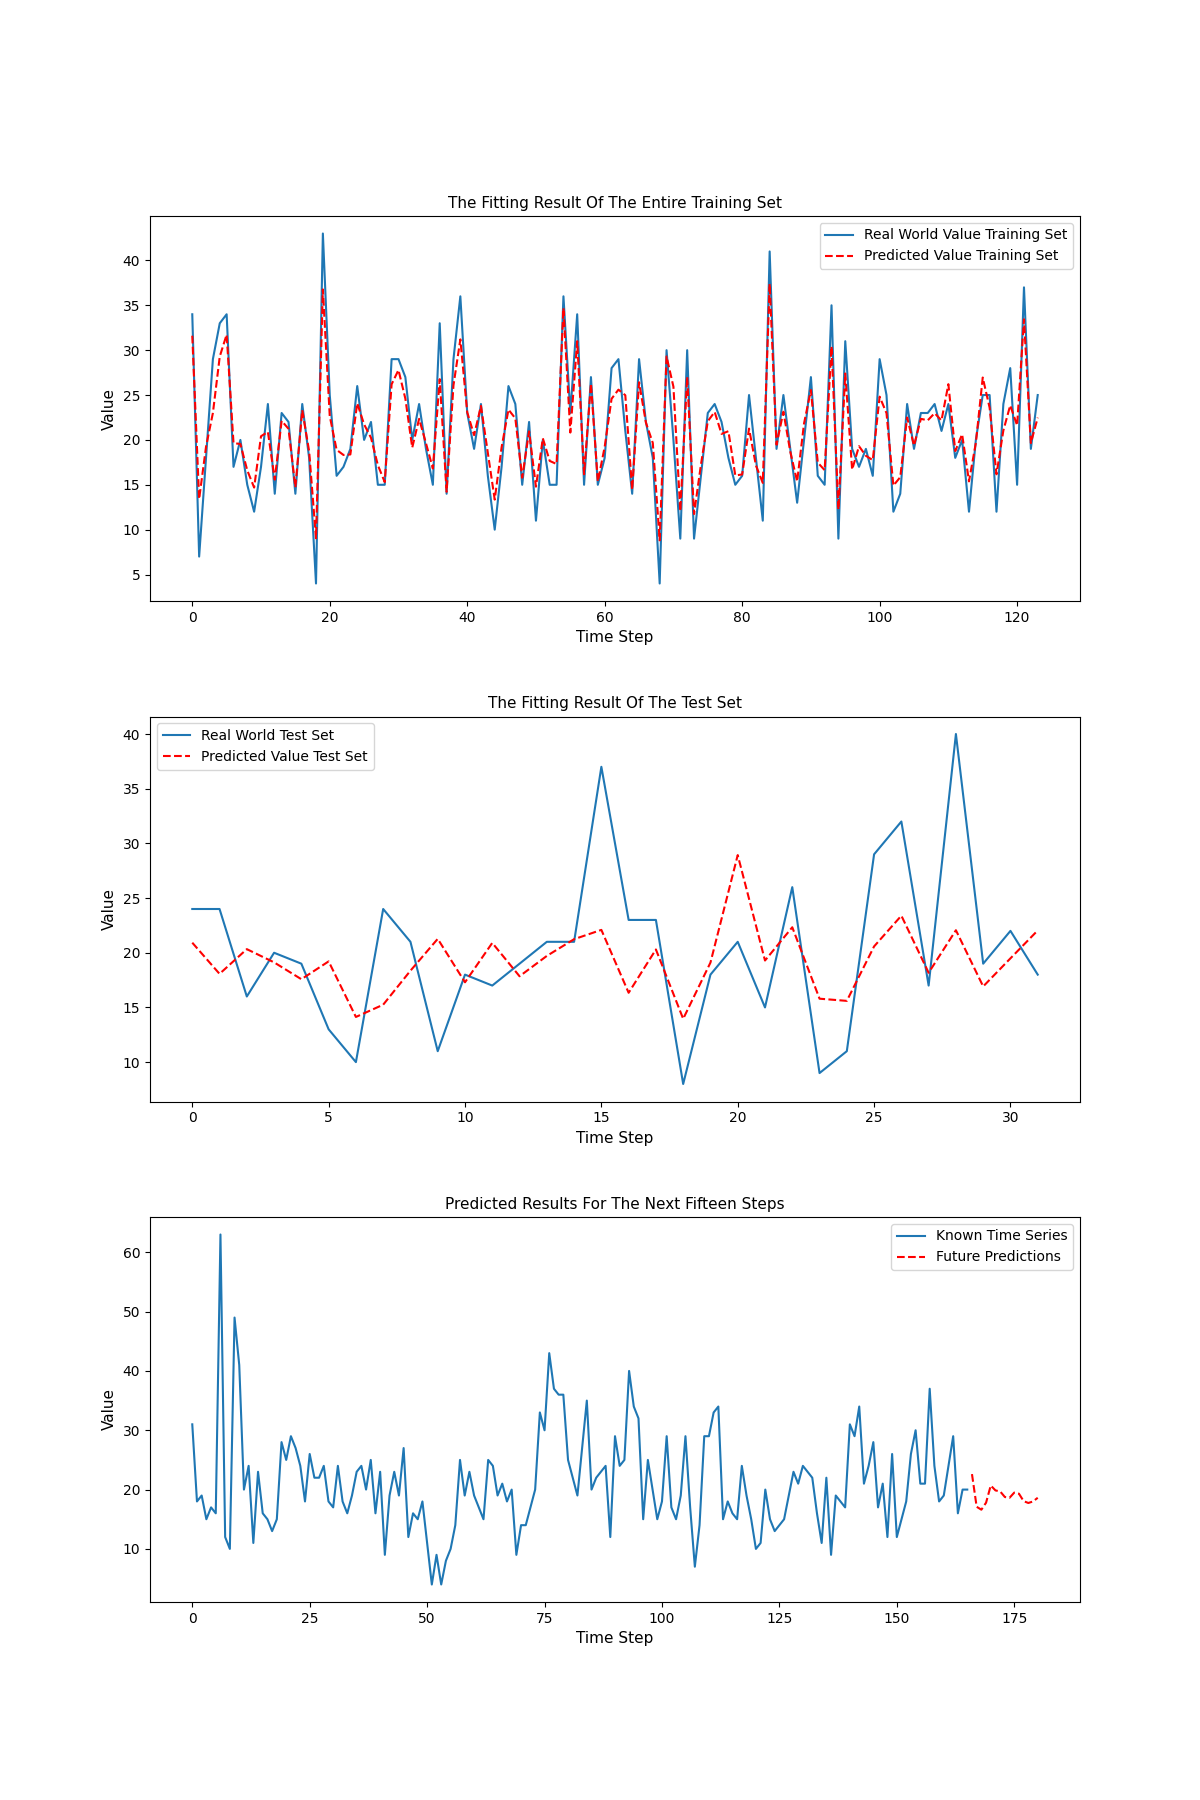 The Fitting Result Of The Entire Training Set
Real World Value Training Set
Predicted Value Training Set
Value
40
35
30
25
20
15
10
5
0 20 40 60 80 100 120
Time Step
The Fitting Result Of The Test Set
Real World Test Set
Predicted Value Test Set
Value
40
35
30
25
20
15
10
0 5 10 15 20 25 30
Time Step
Predicted Results For The Next Fifteen Steps
Known Time Series
Future Predictions
Value
60
50
40
30
20
10
0 25 50 75 100 125 150 175
Time Step